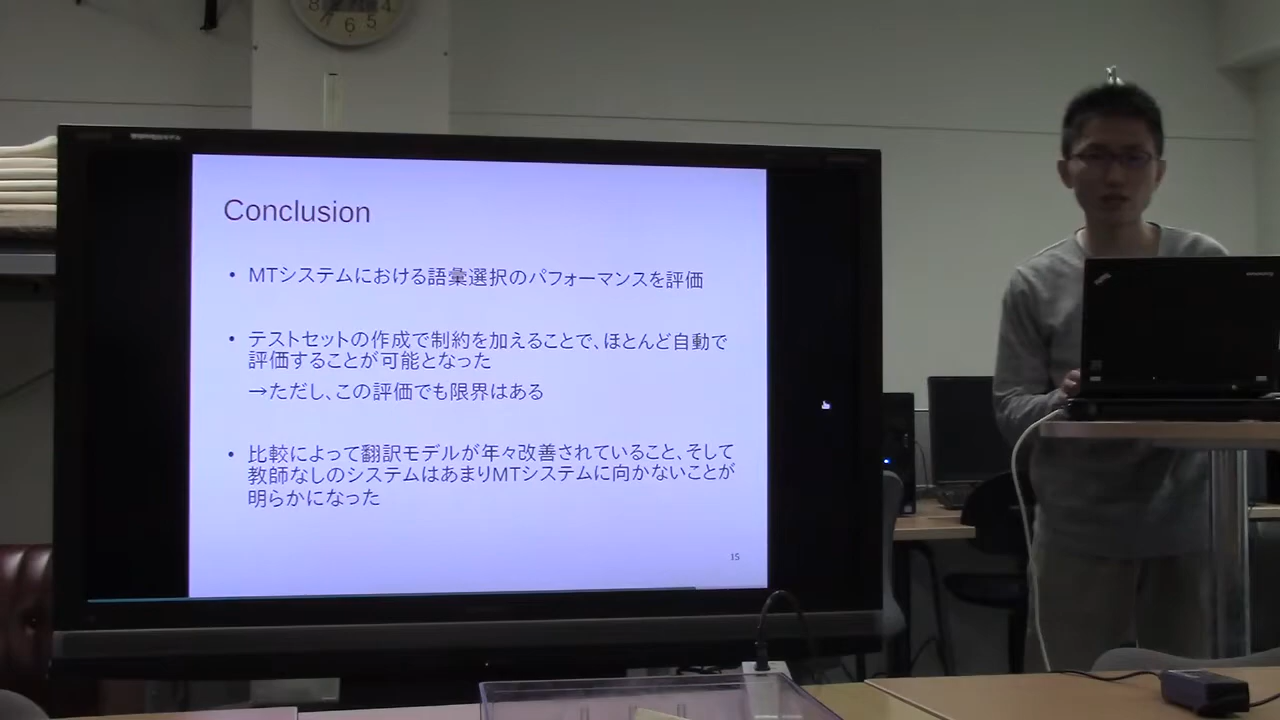 8
7
6
5
4
Conclusion
• MTシステムにおける語彙選択のパフォーマンスを評価
• テストセットの作成で制約を加えることで、ほとんど自動で
評価することが可能となった
→ただし、この評価でも限界はある
• 比較によって翻訳モデルが年々改善されていること、そして
教師なしのシステムはあまりMTシステムに向かないことが
明らかになった
15